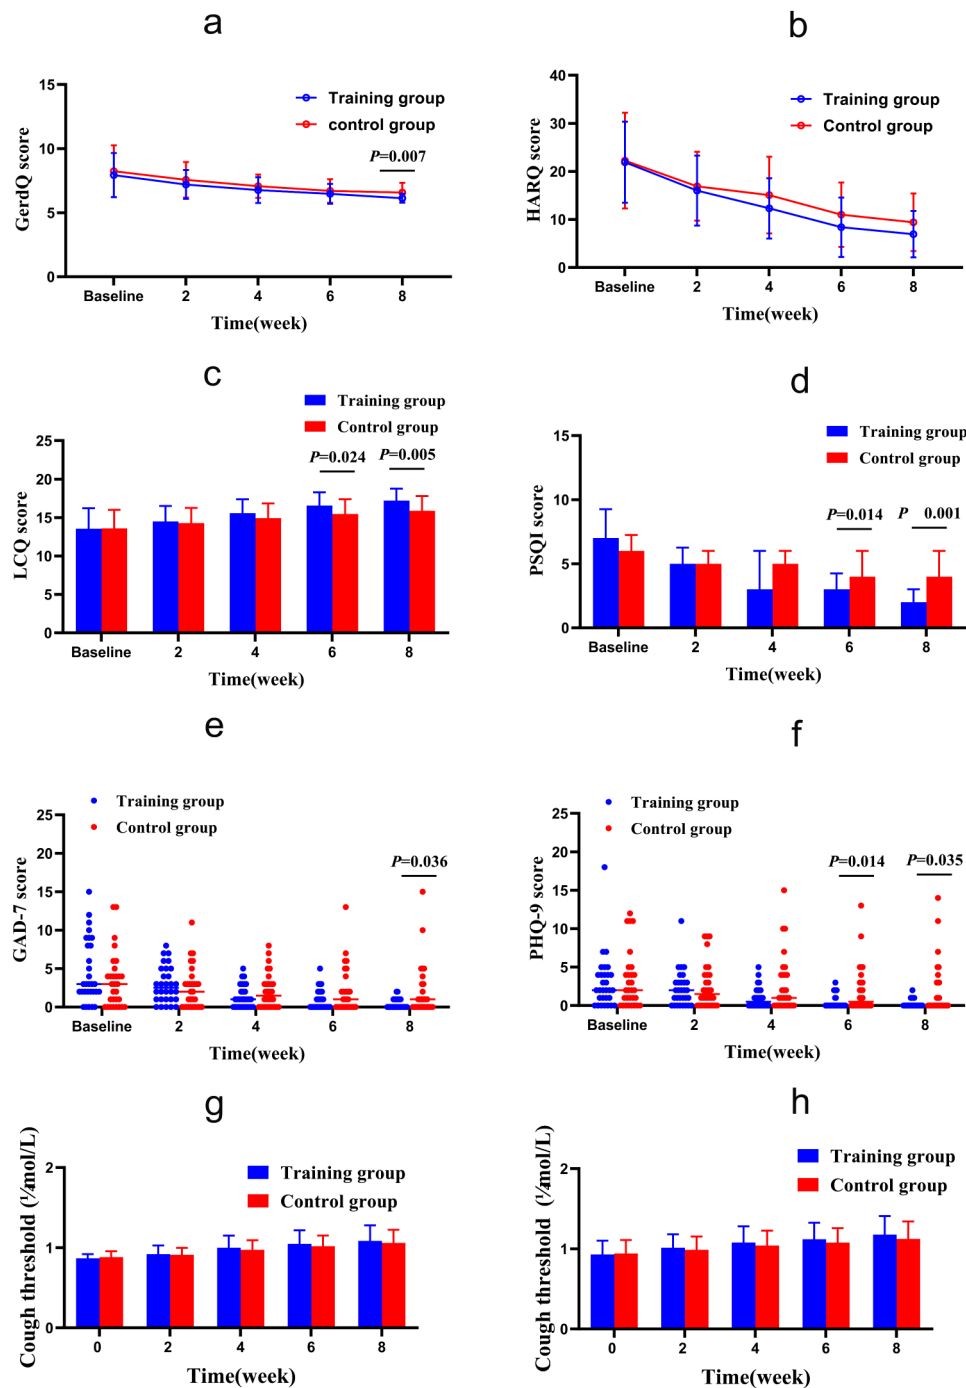 a
GerdQ score
15
10
5
0
Training group
control group
P=0.007
Baseline 2 4 6 8
Time(week)
b
HARQ score
40
30
20
10
0
Training group
Control group
Baseline 2 4 6 8
Time(week)
c
LCQ score
25
20
15
10
5
0
Training group
Control group
P=0.024 P=0.005
Baseline 2 4 6 8
Time(week)
d
PSQI score
15
10
5
0
Training group
Control group
P=0.014 P 0.001
Baseline 2 4 6 8
Time(week)
e
GAD-7 score
25
20
15
10
5
0
Training group
Control group
P=0.036
Baseline 2 4 6 8
Time(week)
f
PHQ-9 score
25
20
15
10
5
0
Training group
Control group
P=0.014 P=0.035
Baseline 2 4 6 8
Time(week)
g
Cough threshold (¼mol/L)
2
1
0
Training group
Control group
0 2 4 6 8
Time(week)
h
Cough threshold (¼mol/L)
2
1
0
Training group
Control group
0 2 4 6 8
Time(week)